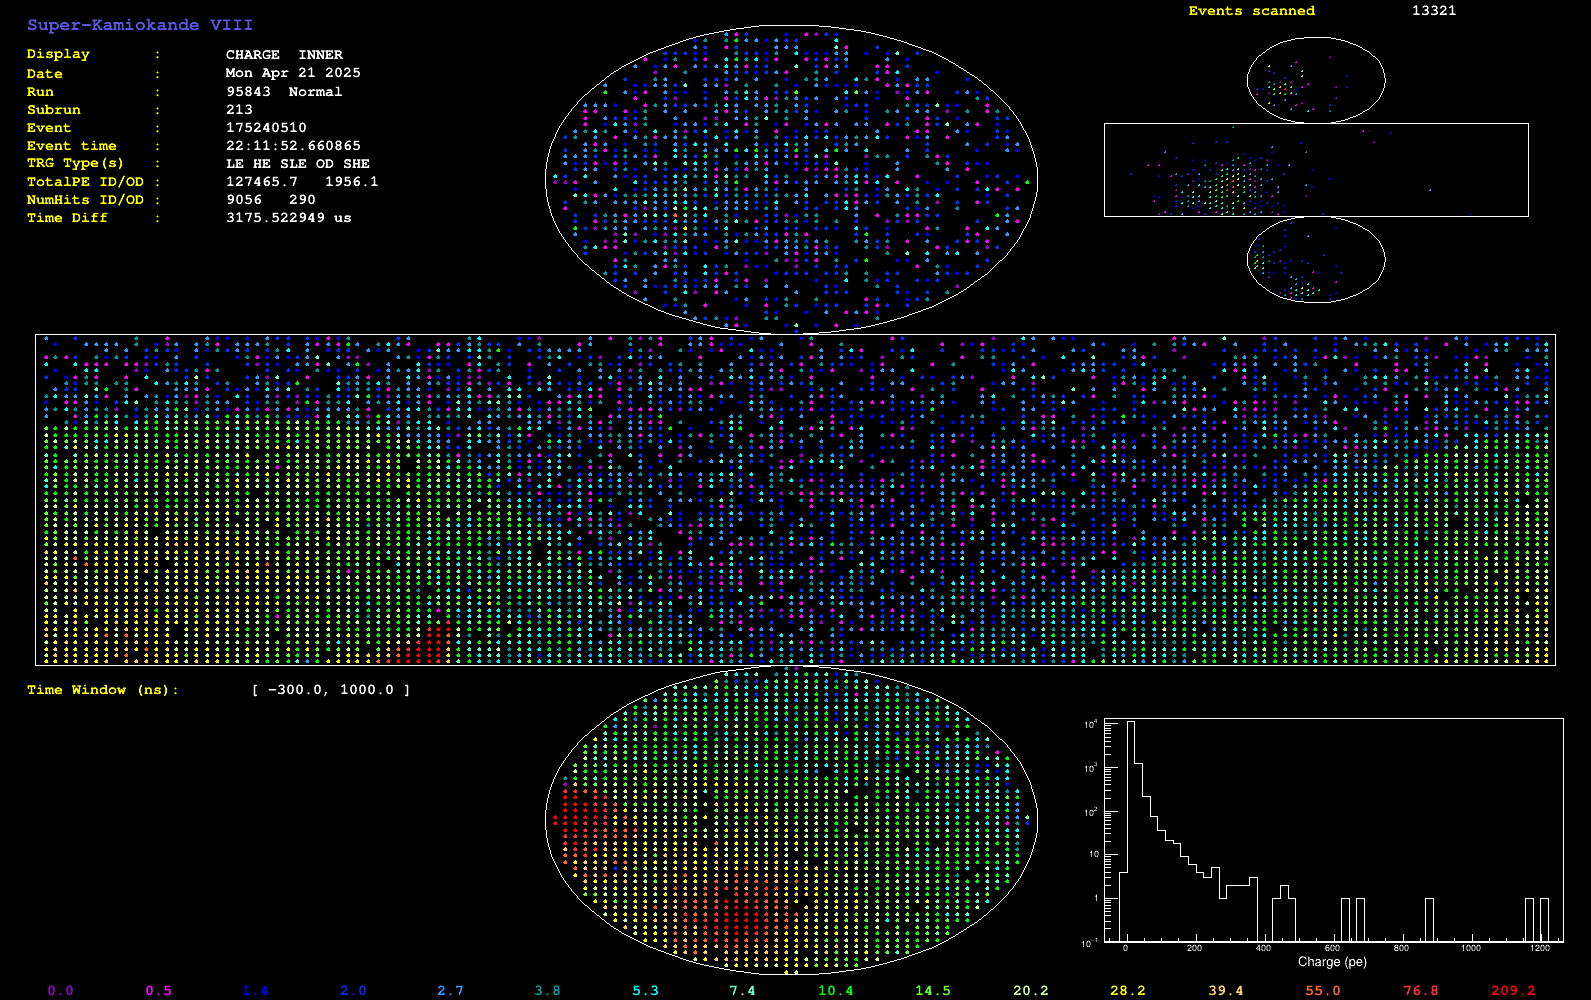 Super-Kamiokande VIII
Events scanned 13321
Display : CHARGE INNER
Date : Mon Apr 21 2025
Run : 95843 Normal
Subrun : 213
Event : 175240510
Event time : 22:11:52.660865
TRG Type(s) : LE HE SLE OD SHE
TotalPE ID/OD : 127465.7 1956.1
NumHits ID/OD : 9056 290
Time Diff : 3175.522949 us
Time Window (ns): [ −300.0, 1000.0 ]
10⁴
10³
10²
10
1
10⁻¹
0 200 400 600 800 1000 1200
Charge (pe)
0.0 0.5 1.4 2.0 2.7 3.8 5.3 7.4 10.4 14.5 20.2 28.2 39.4 55.0 76.8 209.2